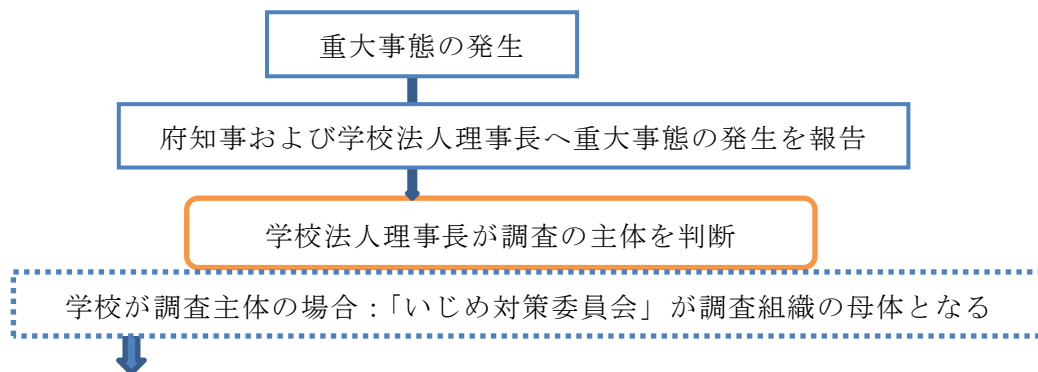 重大事態の発生
府知事および学校法人理事長へ重大事態の発生を報告
学校法人理事長が調査の主体を判断
学校が調査主体の場合：「いじめ対策委員会」が調査組織の母体となる